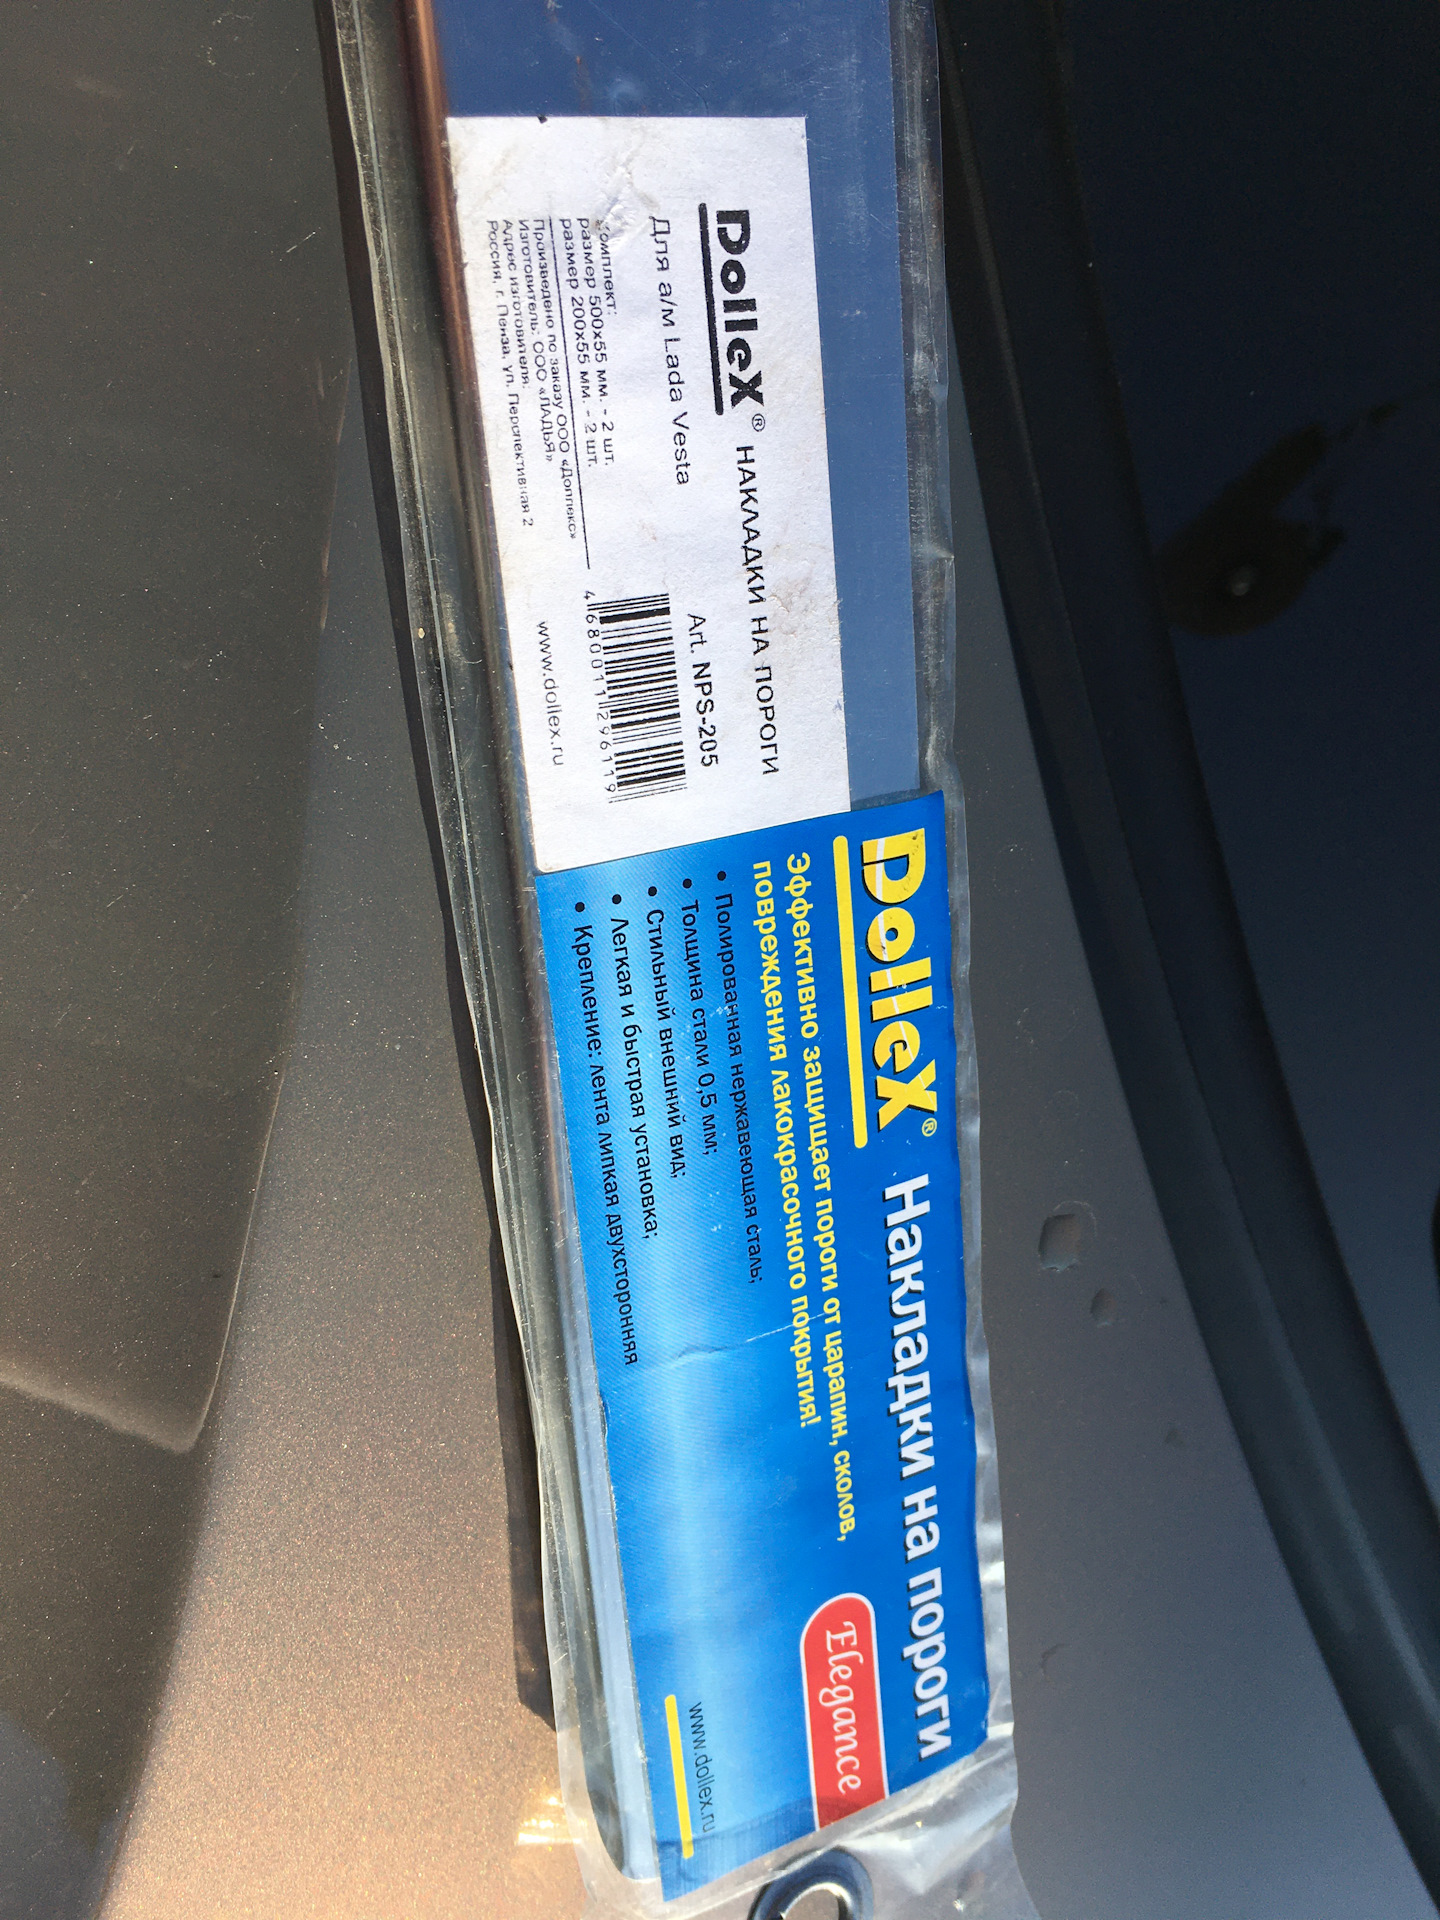 Dollex® НАКЛАДКИ НА ПОРОГИ
Для а/м Lada Vesta
Art. NPS-205
комплект:
размер 500х55 мм. - 2 шт.
размер 200х55 мм. - 2 шт.
Произведено по заказу ООО «Доллекс»
Изготовитель: ООО «ЛАДЬЯ»
Адрес изготовителя:
Россия, г. Пенза, ул. Перспективная 2
4 680011 296119
www.dollex.ru
Dollex® Накладки на пороги
Эффективно защищает пороги от царапин, сколов,
повреждения лакокрасочного покрытия!
• Полированная нержавеющая сталь;
• Толщина стали 0,5 мм;
• Стильный внешний вид;
• Легкая и быстрая установка;
• Крепление: лента липкая двухсторонняя
Elegance
www.dollex.ru